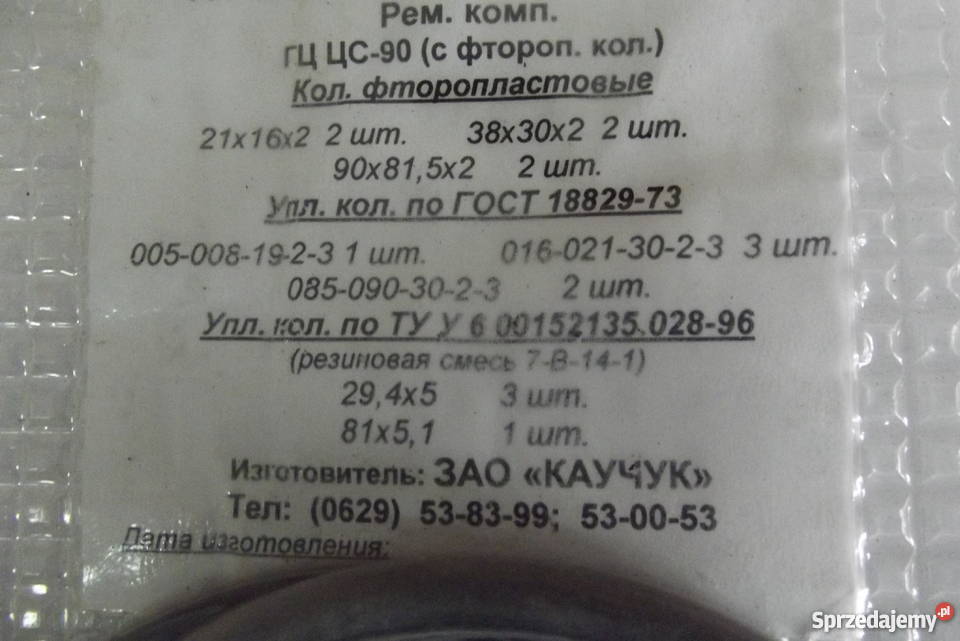 Рем. комп.
ГЦ ЦС-90 (с фтороп. кол.)
Кол. фторопластовые
21х16х2 2 шт. 38х30х2 2 шт.
90х81,5х2 2 шт.
Упл. кол. по ГОСТ 18829-73
005-008-19-2-3 1 шт. 016-021-30-2-3 3 шт.
085-090-30-2-3 2 шт.
Упл. кол. по ТУ У 6 00152135.028-96
(резиновая смесь 7-В-14-1)
29,4х5 3 шт.
81х5,1 1 шт.
Изготовитель: ЗАО «КАУЧУК»
Тел: (0629) 53-83-99; 53-00-53
Дата изготовления:
Sprzedajemy.pl